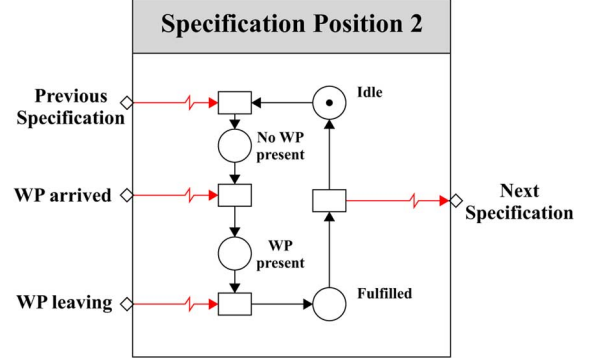 Specification Position 2
Previous
Specification
Idle
No WP
present
WP arrived
Next
Specification
WP
present
WP leaving
Fulfilled